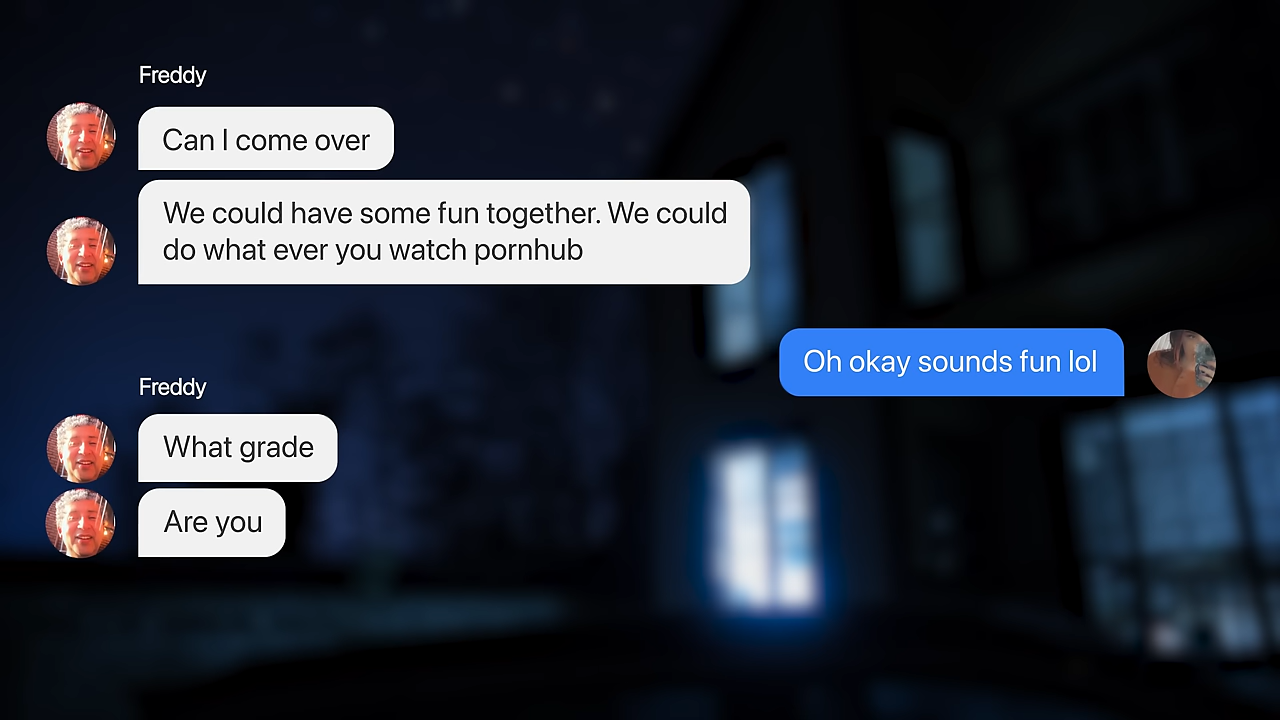 Freddy
Can I come over
We could have some fun together. We could
do what ever you watch pornhub
Oh okay sounds fun lol
Freddy
What grade
Are you